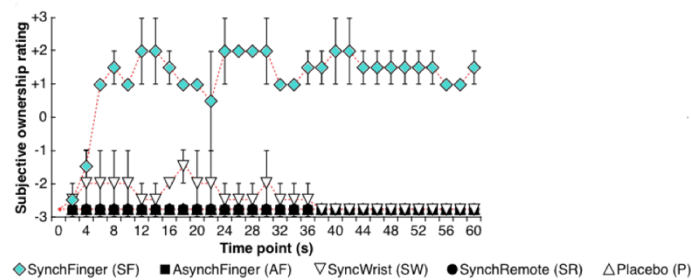 Subjective ownership rating
+3
+2
+1
0
-1
-2
-3
0 4 8 12 16 20 24 28 32 36 40 44 48 52 56 60
Time point (s)
SynchFinger (SF) AsynchFinger (AF) SyncWrist (SW) SynchRemote (SR) Placebo (P)